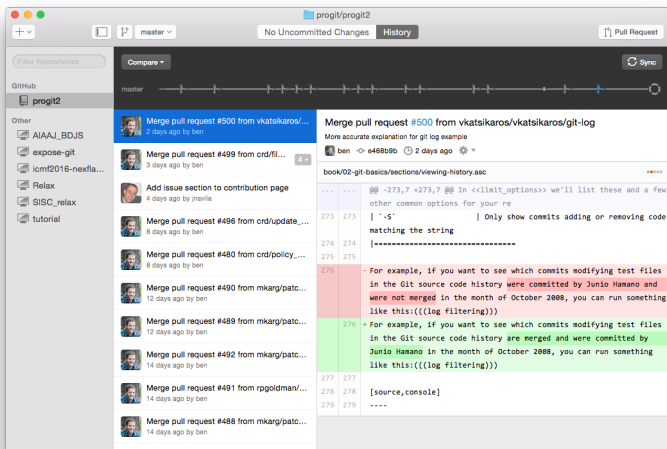 progit/progit2
master
No Uncommitted Changes
History
Pull Request
Filter Repositories
GitHub
progit2
Other
AIAAJ_BDJS
expose-git
icmf2016-nexfla...
Relax
SISC_relax
tutorial
Compare
Sync
master
Merge pull request #500 from vkatsikaros/...
2 days ago by ben
Merge pull request #499 from crd/fil...
3 days ago by ben
4
Add issue section to contribution page
4 days ago by jnavila
Merge pull request #496 from crd/update_...
8 days ago by ben
Merge pull request #480 from crd/policy_...
8 days ago by ben
Merge pull request #490 from mkarg/patc...
12 days ago by ben
Merge pull request #489 from mkarg/patc...
12 days ago by ben
Merge pull request #492 from mkarg/patc...
14 days ago by ben
Merge pull request #491 from rpgoldman/...
14 days ago by ben
Merge pull request #488 from mkarg/patc...
14 days ago by ben
Merge pull request #500 from vkatsikaros/vkatsikaros/git-log
More accurate explanation for git log example
ben e468b9b 2 days ago
book/02-git-basics/sections/viewing-history.asc
... ... @@ -273,7 +273,7 @@ In <<limit_options>> we'll list these and a few
other common options for your re
273 273 | `-S` | Only show commits adding or removing code
matching the string
274 274 |================================
275 275
276 - For example, if you want to see which commits modifying test files
in the Git source code history were committed by Junio Hamano and
were not merged in the month of October 2008, you can run something
like this:(((log filtering)))
276 + For example, if you want to see which commits modifying test files
in the Git source code history are merged and were committed by
Junio Hamano in the month of October 2008, you can run something
like this:(((log filtering)))
277 277
278 278 [source,console]
279 279 ----